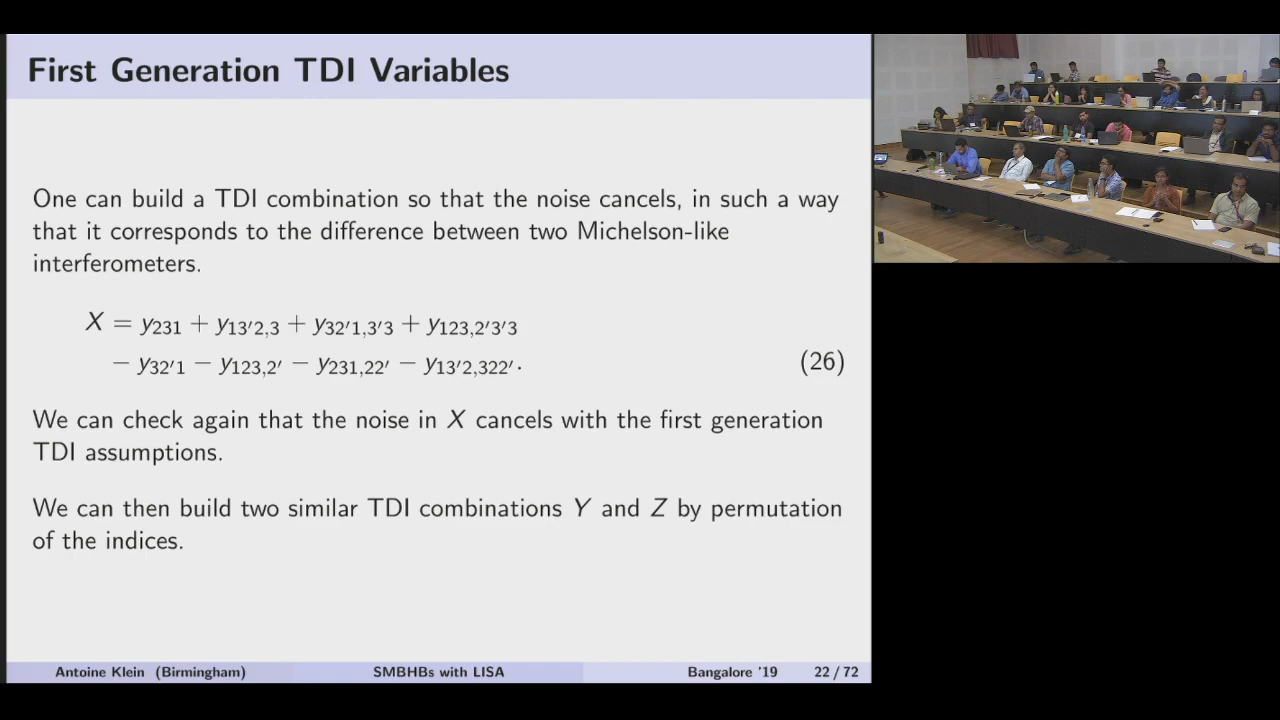 First Generation TDI Variables
One can build a TDI combination so that the noise cancels, in such a way
that it corresponds to the difference between two Michelson-like
interferometers.
X = y₂₃₁ + y₁₃′₂,₃ + y₃₂′₁,₃′₃ + y₁₂₃,₂′₃′₃
− y₃₂′₁ − y₁₂₃,₂′ − y₂₃₁,₂₂′ − y₁₃′₂,₃₂₂′. (26)
We can check again that the noise in X cancels with the first generation
TDI assumptions.
We can then build two similar TDI combinations Y and Z by permutation
of the indices.
Antoine Klein (Birmingham) SMBHBs with LISA Bangalore '19 22 / 72